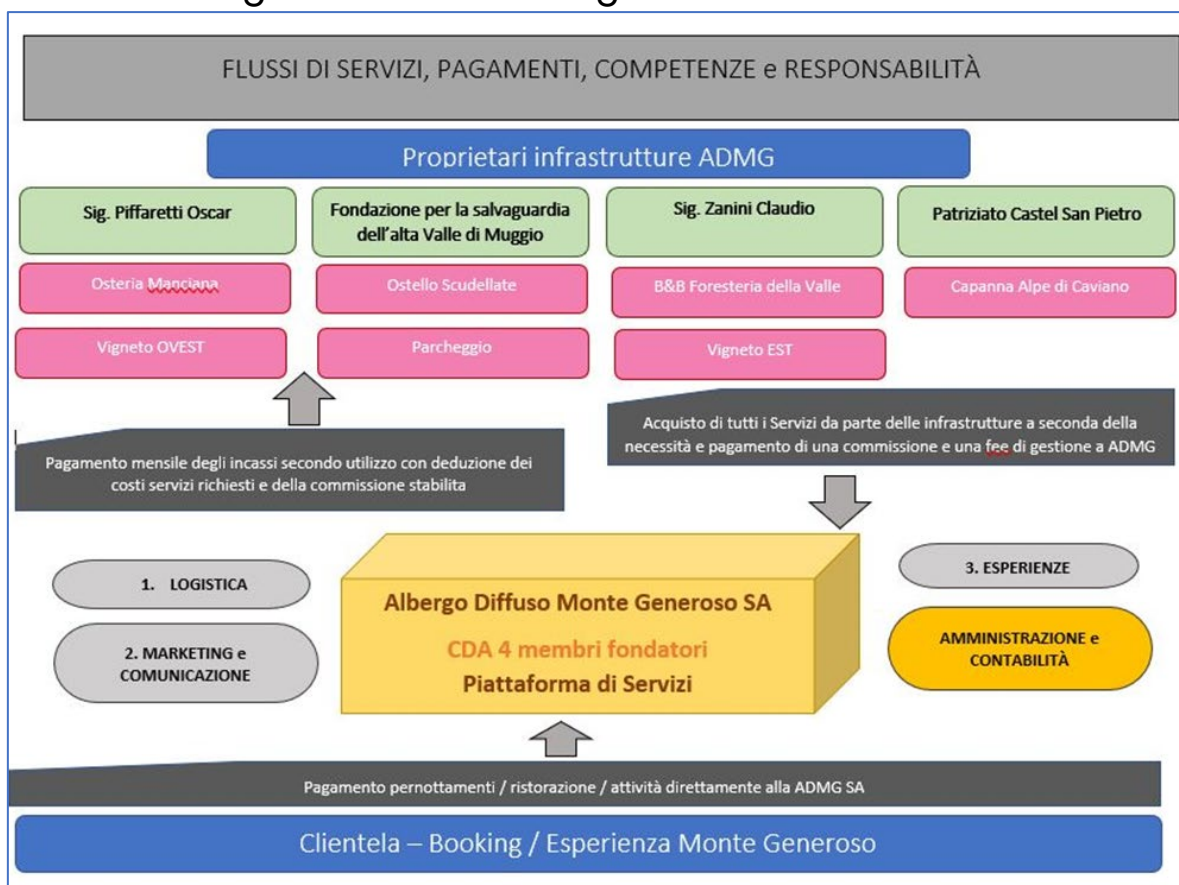 FLUSSI DI SERVIZI, PAGAMENTI, COMPETENZE e RESPONSABILITÀ
Proprietari infrastrutture ADMG
Sig. Piffaretti Oscar
Fondazione per la salvaguardia
dell'alta Valle di Muggio
Sig. Zanini Claudio
Patriziato Castel San Pietro
Osteria Manciana
Ostello Scudellate
B&B Foresteria della Valle
Capanna Alpe di Caviano
Vigneto OVEST
Parcheggio
Vigneto EST
Pagamento mensile degli incassi secondo utilizzo con deduzione dei
costi servizi richiesti e della commissione stabilita
Acquisto di tutti i Servizi da parte delle infrastrutture a seconda della
necessità e pagamento di una commissione e una fee di gestione a ADMG
1. LOGISTICA
2. MARKETING e
COMUNICAZIONE
Albergo Diffuso Monte Generoso SA
CDA 4 membri fondatori
Piattaforma di Servizi
3. ESPERIENZE
AMMINISTRAZIONE e
CONTABILITÀ
Pagamento pernottamenti / ristorazione / attività direttamente alla ADMG SA
Clientela – Booking / Esperienza Monte Generoso